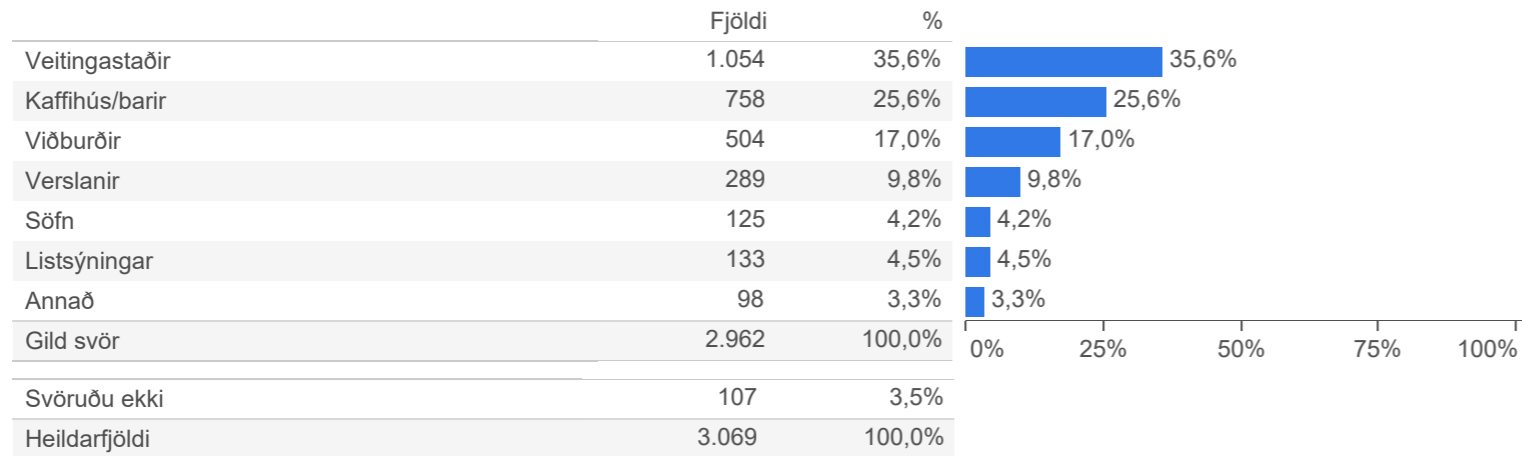 Fjöldi %
Veitingastaðir 1.054 35,6% 35,6%
Kaffihús/barir 758 25,6% 25,6%
Viðburðir 504 17,0% 17,0%
Verslanir 289 9,8% 9,8%
Söfn 125 4,2% 4,2%
Listsýningar 133 4,5% 4,5%
Annað 98 3,3% 3,3%
Gild svör 2.962 100,0%
0% 25% 50% 75% 100%
Svöruðu ekki 107 3,5%
Heildarfjöldi 3.069 100,0%